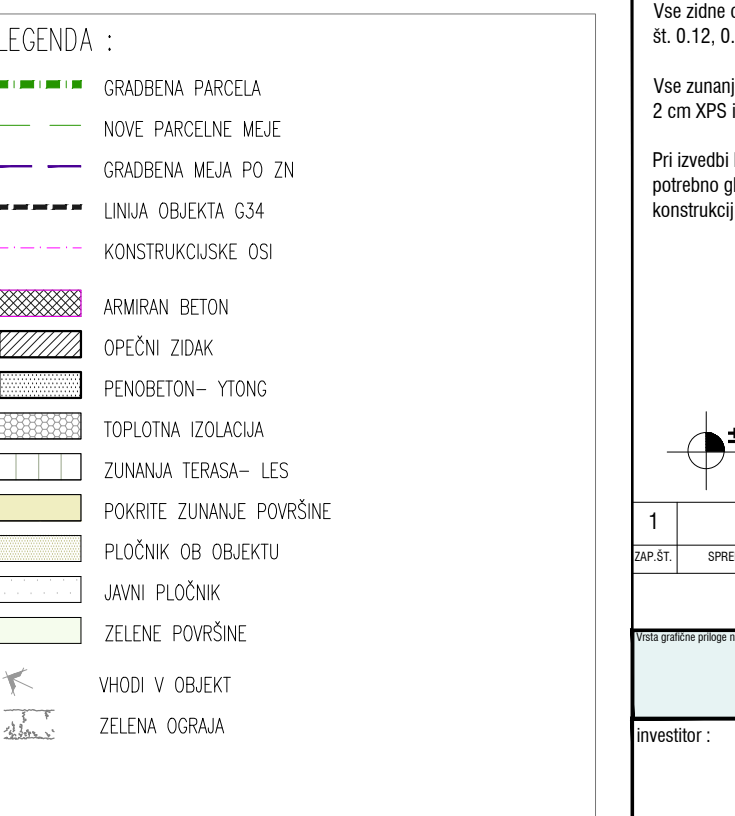 LEGENDA :
GRADBENA PARCELA
NOVE PARCELNE MEJE
GRADBENA MEJA PO ZN
LINIJA OBJEKTA G34
KONSTRUKCIJSKE OSI
ARMIRAN BETON
OPEČNI ZIDAK
PENOBETON– YTONG
TOPLOTNA IZOLACIJA
ZUNANJA TERASA– LES
POKRITE ZUNANJE POVRŠINE
PLOČNIK OB OBJEKTU
JAVNI PLOČNIK
ZELENE POVRŠINE
VHODI V OBJEKT
ZELENA OGRAJA
Vse zidne
št. 0.12, 0.
Vse zunanj
2 cm XPS i
Pri izvedbi
potrebno gl
konstrukcij
±
1
ZAP.ŠT. SPRE
Vrsta grafične priloge n
investitor :